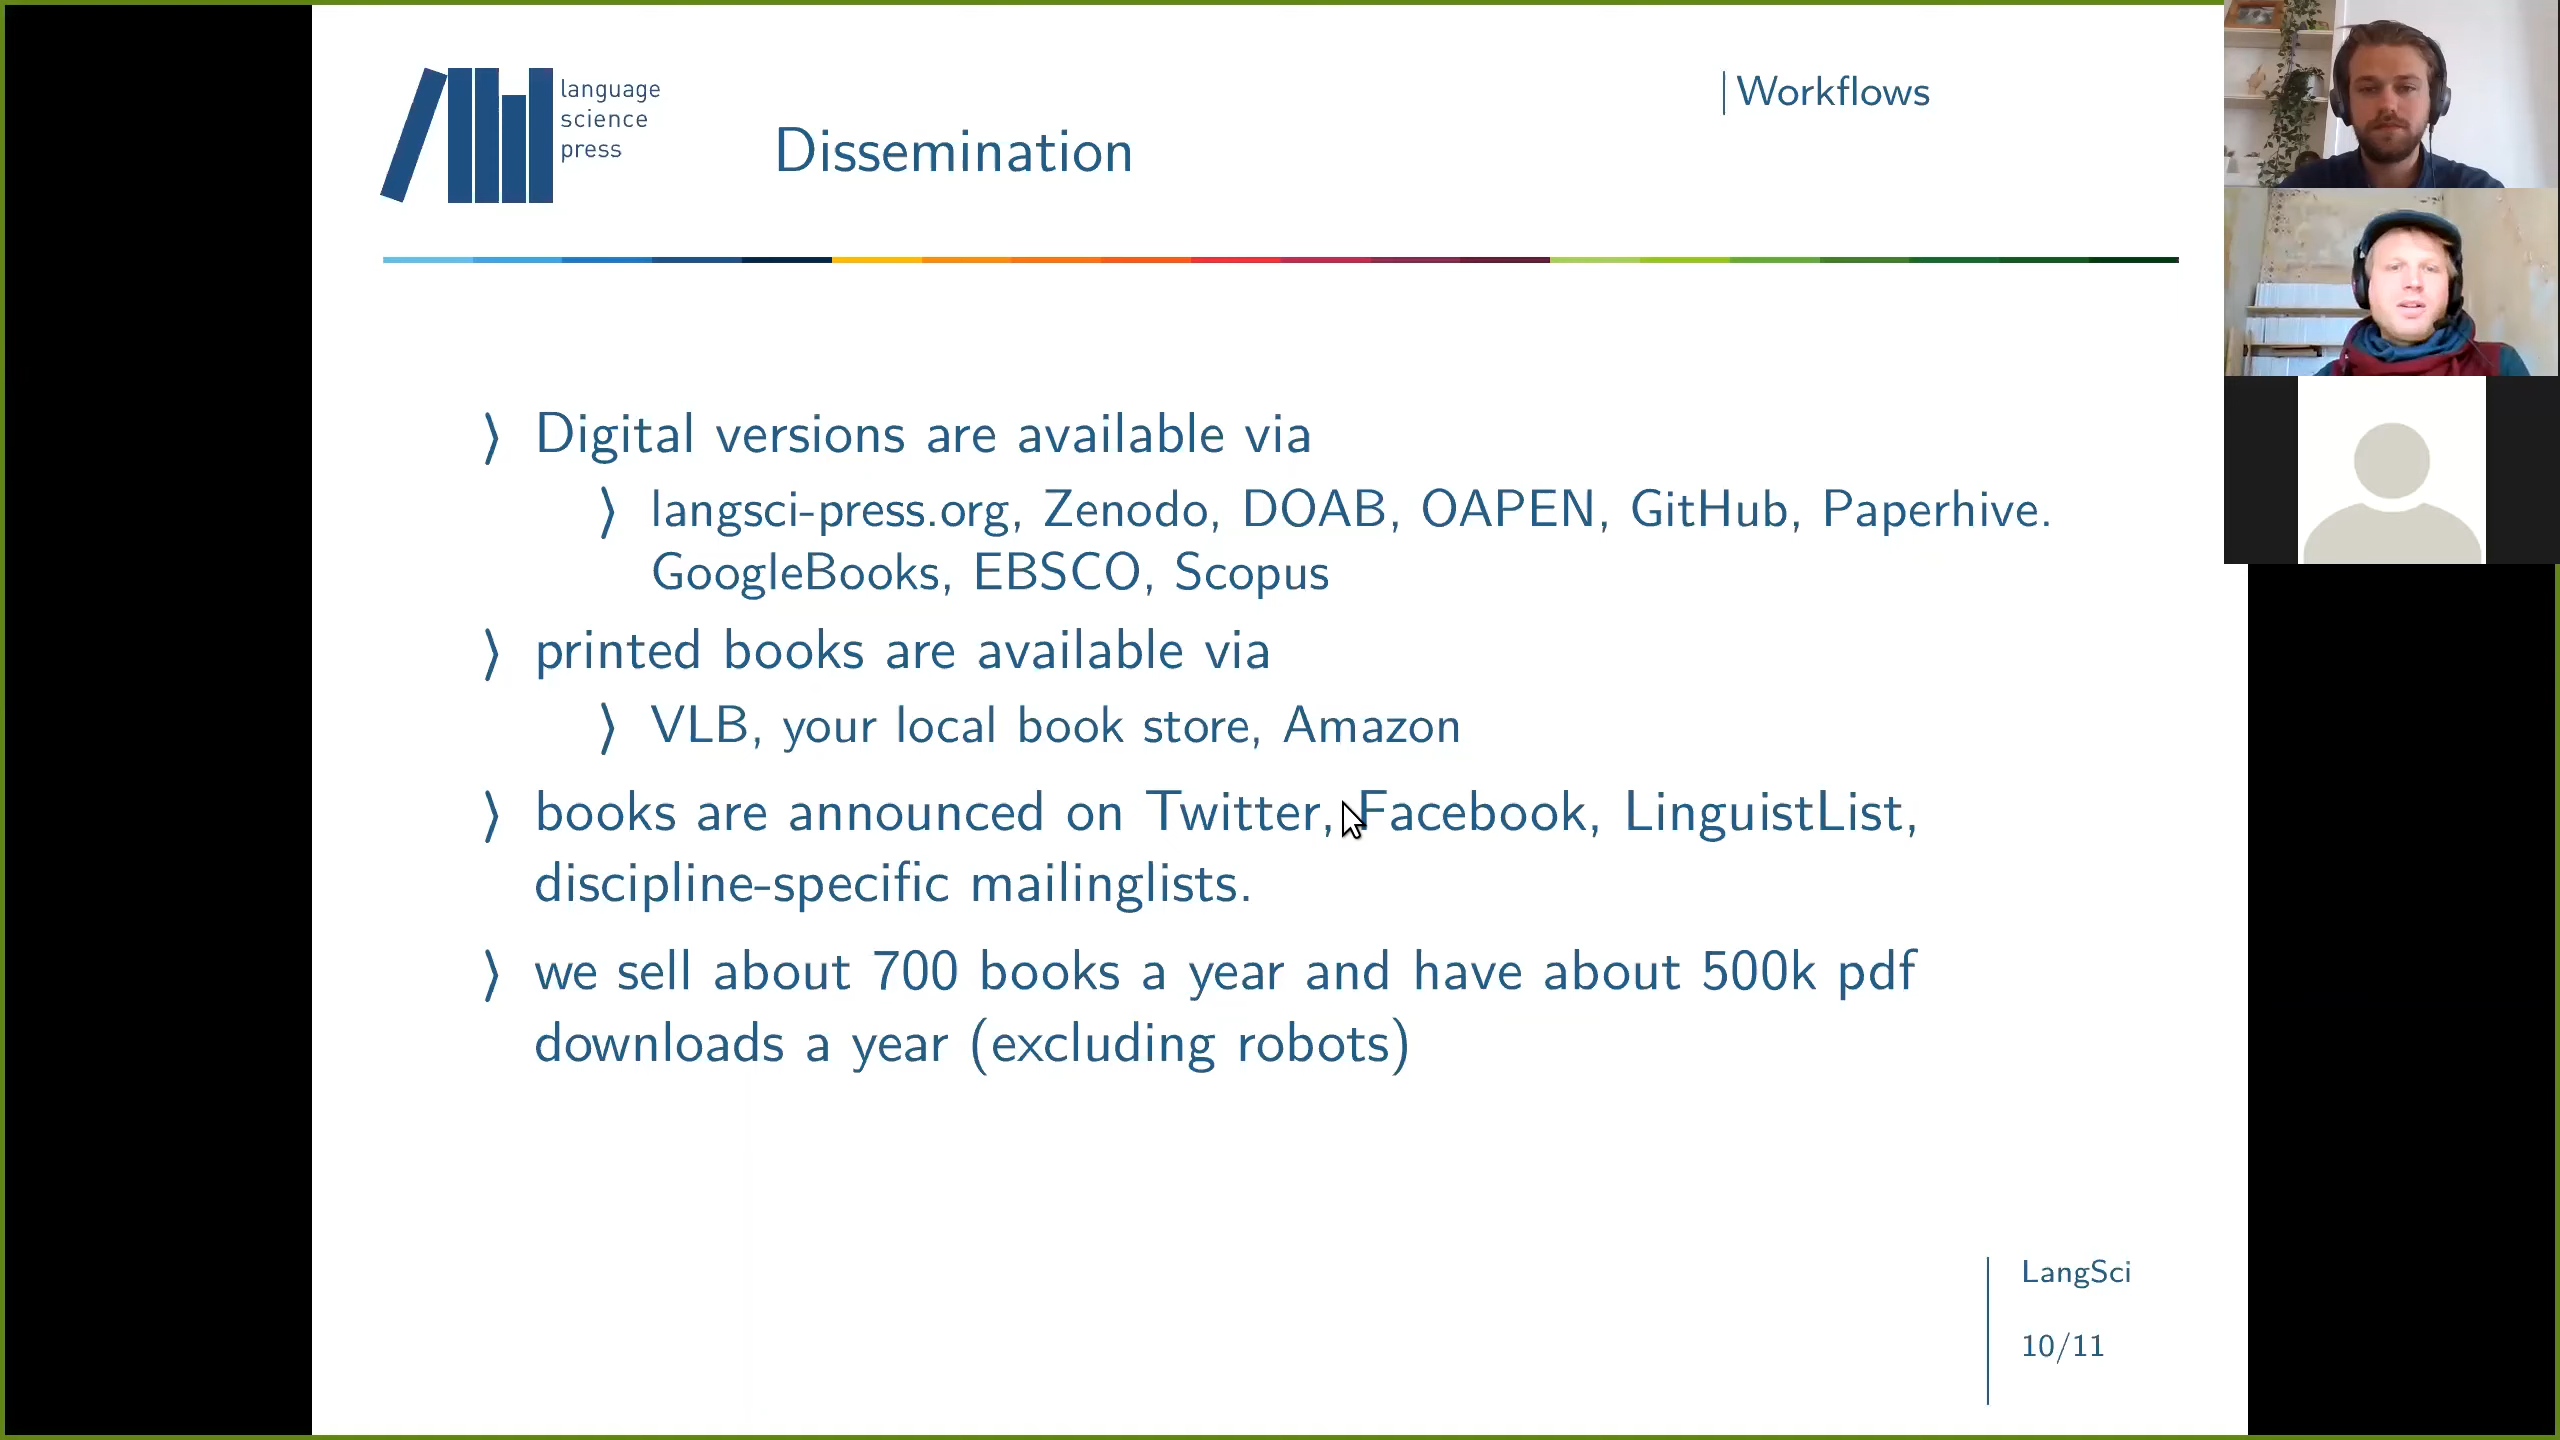 language
science
press
Workflows
Dissemination
⟩ Digital versions are available via
⟩ langsci-press.org, Zenodo, DOAB, OAPEN, GitHub, Paperhive.
GoogleBooks, EBSCO, Scopus
⟩ printed books are available via
⟩ VLB, your local book store, Amazon
⟩ books are announced on Twitter, Facebook, LinguistList,
discipline-specific mailinglists.
⟩ we sell about 700 books a year and have about 500k pdf
downloads a year (excluding robots)
LangSci
10/11